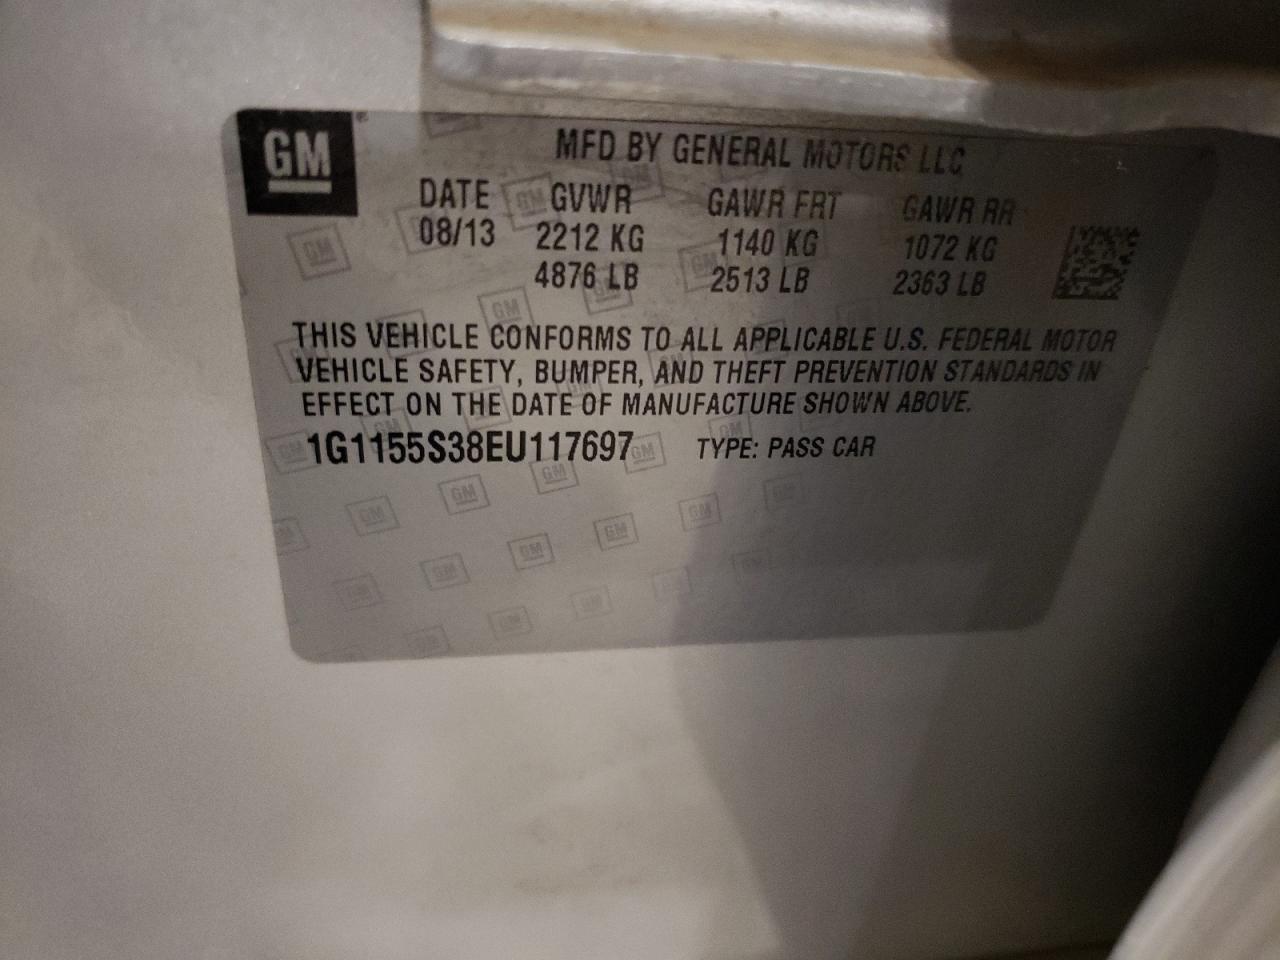 GM
MFD BY GENERAL MOTORS LLC
DATE GVWR GAWR FRT GAWR RR
08/13 2212 KG 1140 KG 1072 KG
4876 LB 2513 LB 2363 LB
THIS VEHICLE CONFORMS TO ALL APPLICABLE U.S. FEDERAL MOTOR
VEHICLE SAFETY, BUMPER, AND THEFT PREVENTION STANDARDS IN
EFFECT ON THE DATE OF MANUFACTURE SHOWN ABOVE.
1G1155S38EU117697 TYPE: PASS CAR